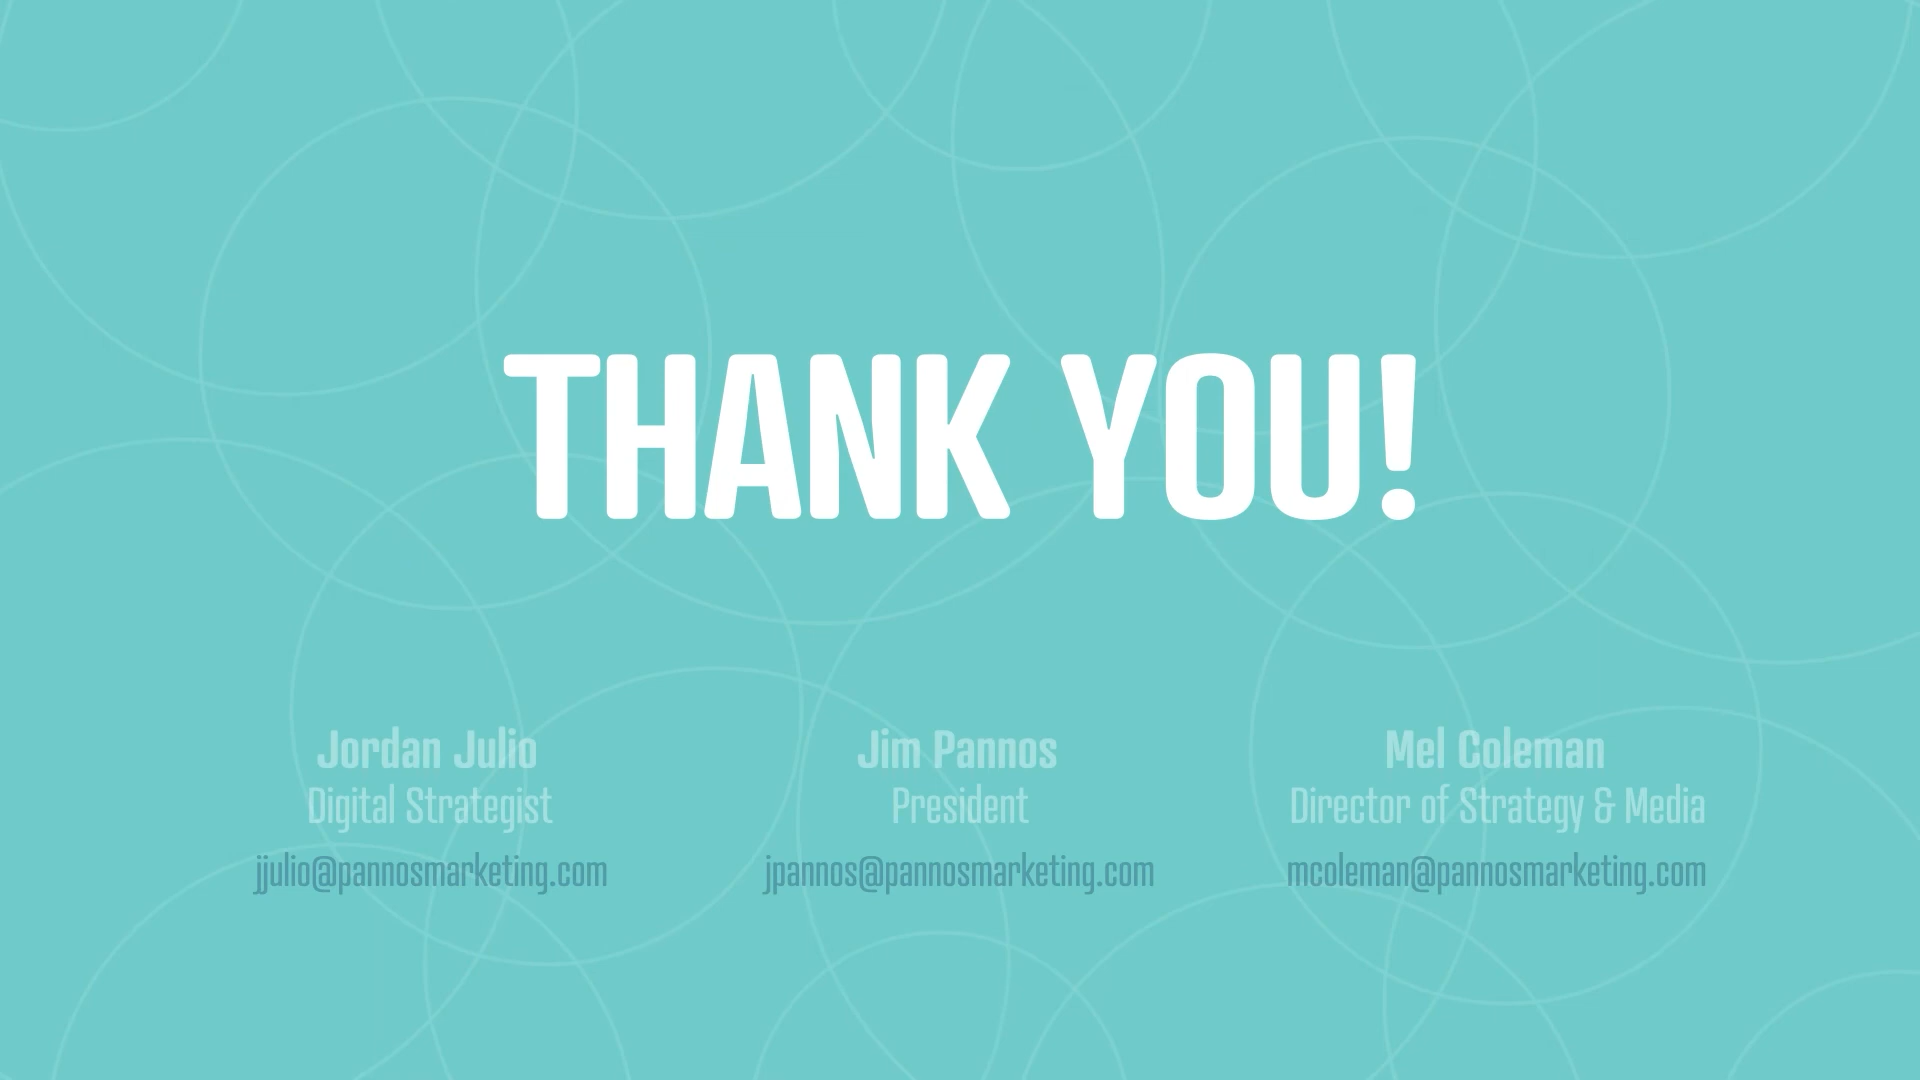 THANK YOU!
Jordan Julio
Digital Strategist
jjulio@pannosmarketing.com
Jim Pannos
President
jpannos@pannosmarketing.com
Mel Coleman
Director of Strategy & Media
mcoleman@pannosmarketing.com